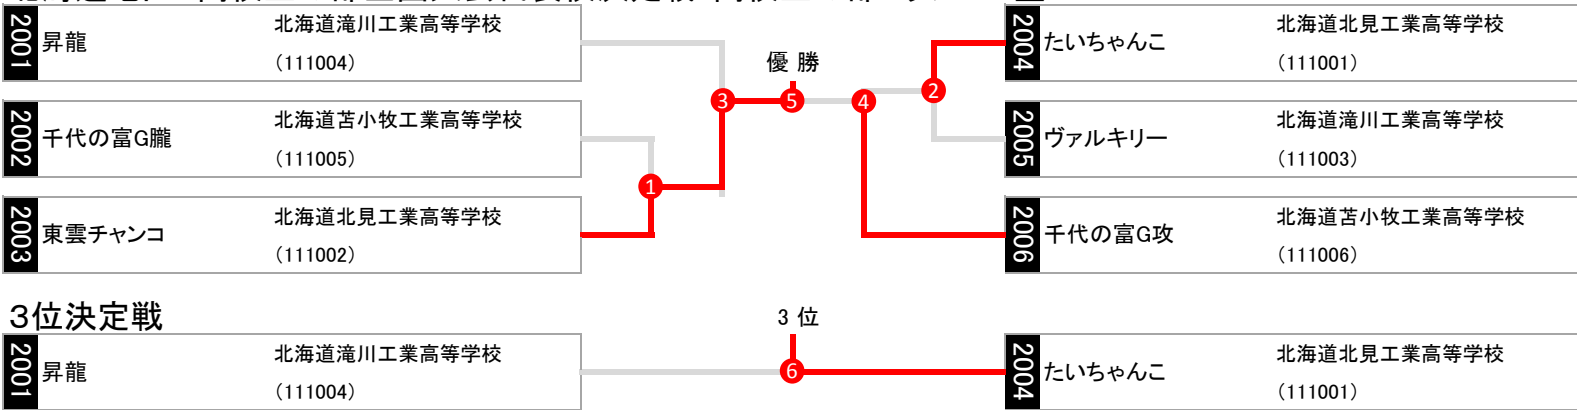 2001 昇龍 北海道滝川工業高等学校
(111004)
2002 千代の富G朧 北海道苫小牧工業高等学校
(111005)
2003 東雲チャンコ 北海道北見工業高等学校
(111002)
優 勝
1
3
5
4
2
2004 たいちゃんこ 北海道北見工業高等学校
(111001)
2005 ヴァルキリー 北海道滝川工業高等学校
(111003)
2006 千代の富G攻 北海道苫小牧工業高等学校
(111006)
3位決定戦
2001 昇龍 北海道滝川工業高等学校
(111004)
3 位
6
2004 たいちゃんこ 北海道北見工業高等学校
(111001)